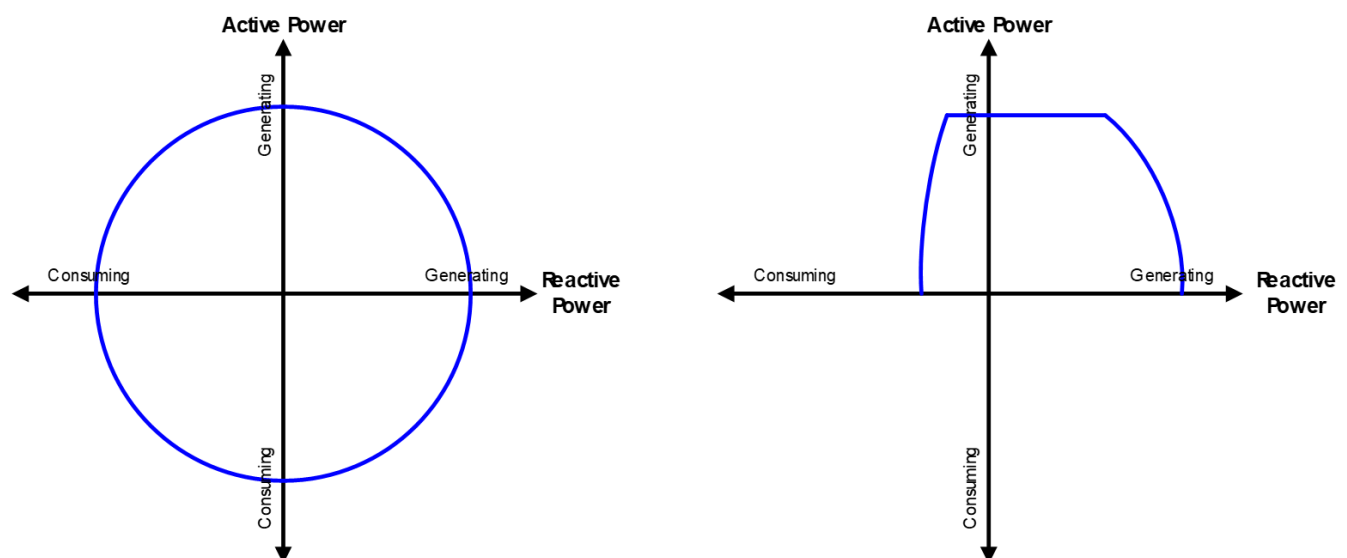 Active Power
Generating
Consuming
Generating
Reactive
Power
Consuming
Active Power
Generating
Consuming
Generating
Reactive
Power
Consuming